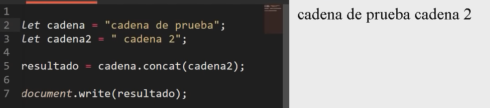 1
2 let cadena = "cadena de prueba";
3 let cadena2 = " cadena 2";
5 resultado = cadena.concat(cadena2);
6
7 document.write(resultado);
cadena de prueba cadena 2